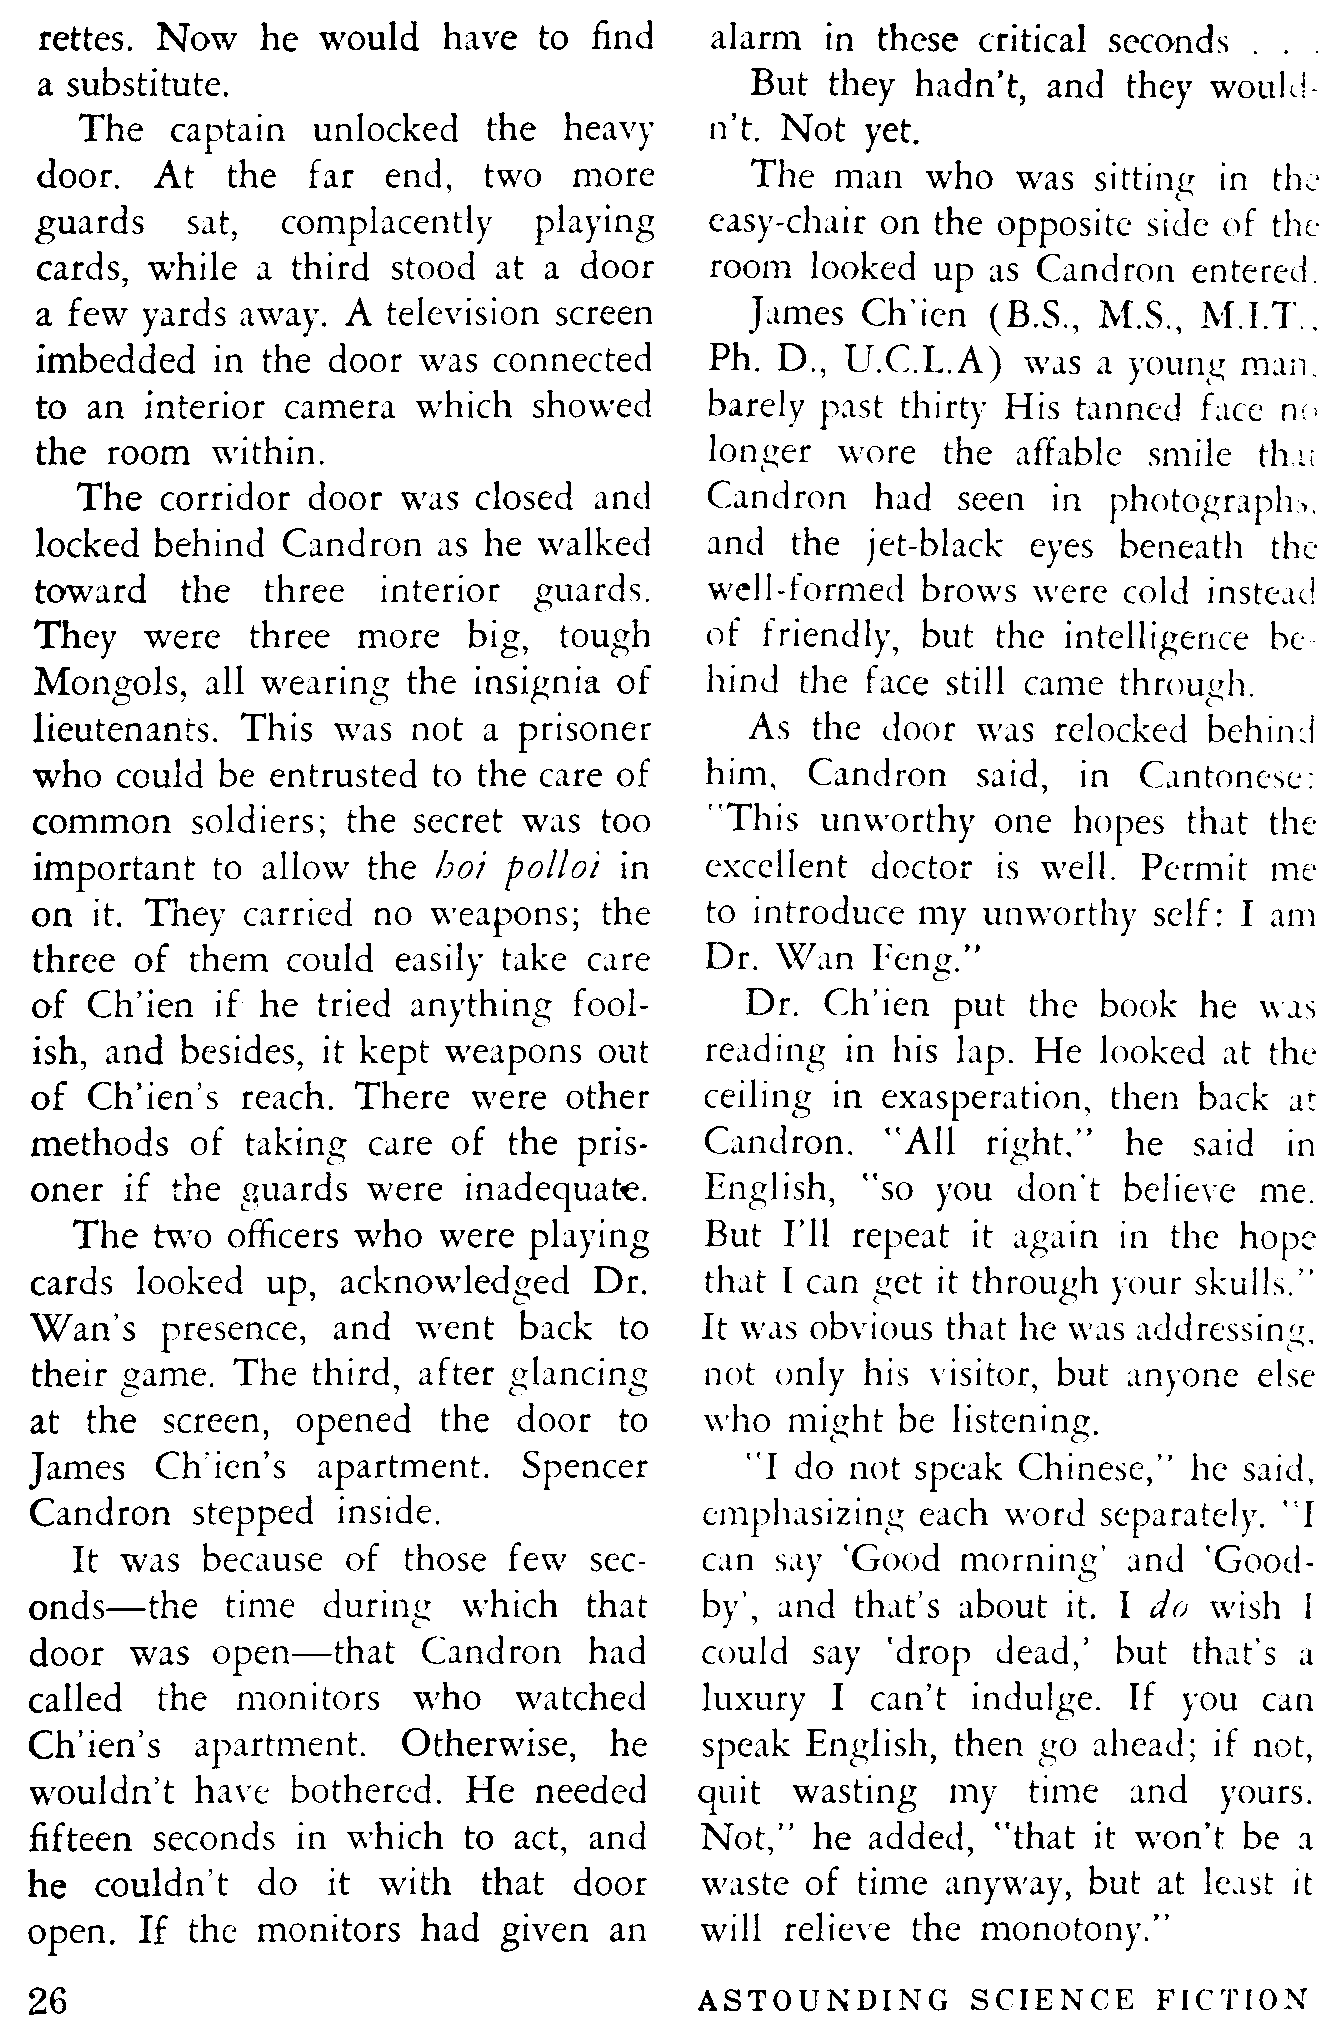 rettes. Now he would have to find
a substitute.
The captain unlocked the heavy
door. At the far end, two more
guards sat, complacently playing
cards, while a third stood at a door
a few yards away. A television screen
imbedded in the door was connected
to an interior camera which showed
the room within.
The corridor door was closed and
locked behind Candron as he walked
toward the three interior guards.
They were three more big, tough
Mongols, all wearing the insignia of
lieutenants. This was not a prisoner
who could be entrusted to the care of
common soldiers; the secret was too
important to allow the hoi polloi in
on it. They carried no weapons; the
three of them could easily take care
of Ch'ien if he tried anything fool-
ish, and besides, it kept weapons out
of Ch'ien's reach. There were other
methods of taking care of the pris-
oner if the guards were inadequate.
The two officers who were playing
cards looked up, acknowledged Dr.
Wan's presence, and went back to
their game. The third, after glancing
at the screen, opened the door to
James Ch'ien's apartment. Spencer
Candron stepped inside.
It was because of those few sec-
onds—the time during which that
door was open—that Candron had
called the monitors who watched
Ch'ien's apartment. Otherwise, he
wouldn't have bothered. He needed
fifteen seconds in which to act, and
he couldn't do it with that door
open. If the monitors had given an
alarm in these critical seconds . . .
But they hadn't, and they would-
n't. Not yet.
The man who was sitting in the
easy-chair on the opposite side of the
room looked up as Candron entered.
James Ch'ien (B.S., M.S., M.I.T.,
Ph. D., U.C.L.A) was a young man,
barely past thirty His tanned face no
longer wore the affable smile that
Candron had seen in photographs,
and the jet-black eyes beneath the
well-formed brows were cold instead
of friendly, but the intelligence be-
hind the face still came through.
As the door was relocked behind
him, Candron said, in Cantonese:
"This unworthy one hopes that the
excellent doctor is well. Permit me
to introduce my unworthy self: I am
Dr. Wan Feng."
Dr. Ch'ien put the book he was
reading in his lap. He looked at the
ceiling in exasperation, then back at
Candron. "All right," he said in
English, "so you don't believe me.
But I'll repeat it again in the hope
that I can get it through your skulls."
It was obvious that he was addressing,
not only his visitor, but anyone else
who might be listening.
"I do not speak Chinese," he said,
emphasizing each word separately. "I
can say 'Good morning' and 'Good-
by', and that's about it. I do wish I
could say 'drop dead,' but that's a
luxury I can't indulge. If you can
speak English, then go ahead; if not,
quit wasting my time and yours.
Not," he added, "that it won't be a
waste of time anyway, but at least it
will relieve the monotony."
26
ASTOUNDING SCIENCE FICTION